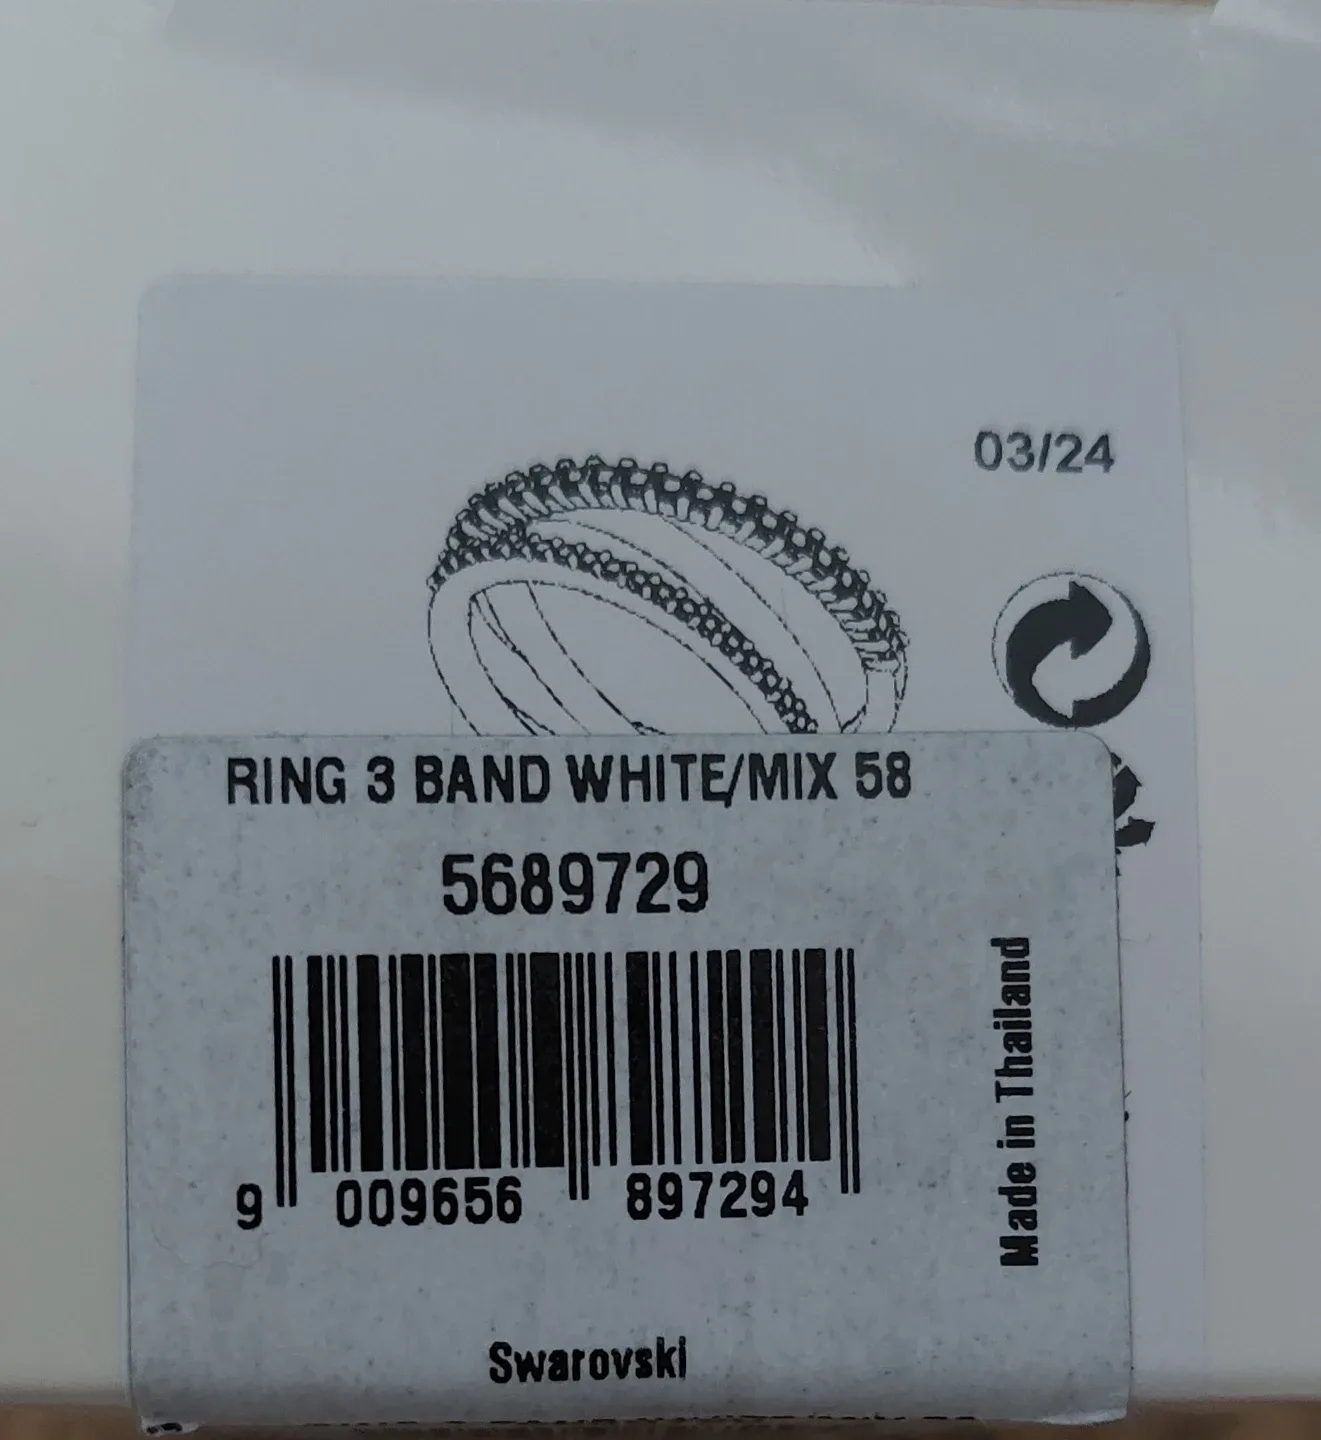 03/24
RING 3 BAND WHITE/MIX 58
5689729
9 009656 897294
Made in Thailand
Swarovski